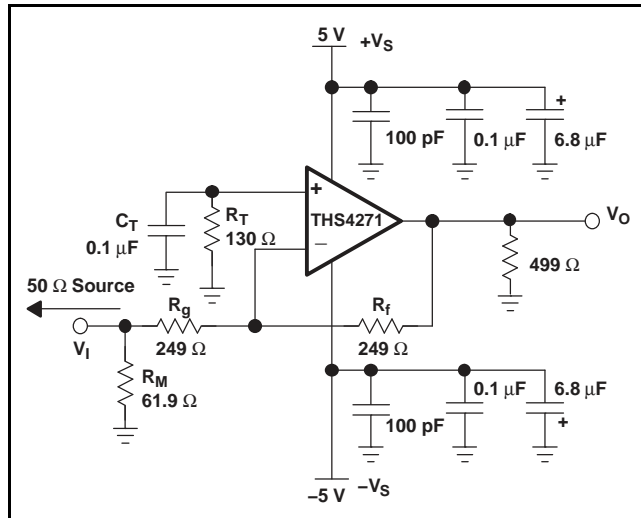 5 V +VS
+
100 pF 0.1 µF 6.8 µF
+
THS4271
−
CT
0.1 µF
RT
130 Ω
VO
499 Ω
50 Ω Source
VI
Rg
249 Ω
Rf
249 Ω
RM
61.9 Ω
0.1 µF 6.8 µF
100 pF
+
−5 V −VS